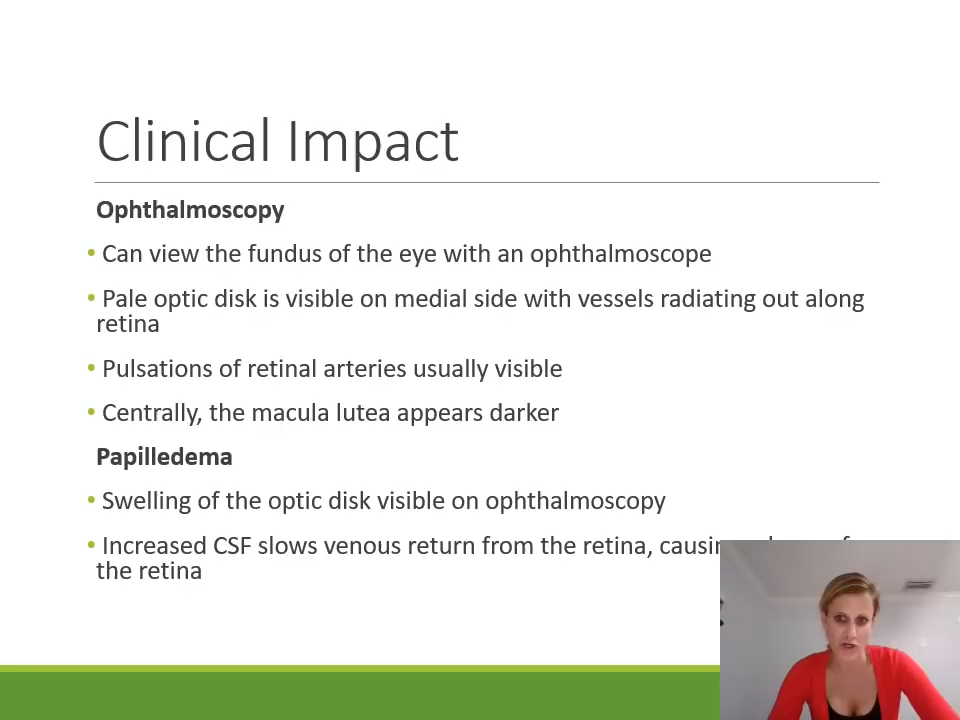 Clinical Impact
Ophthalmoscopy
• Can view the fundus of the eye with an ophthalmoscope
• Pale optic disk is visible on medial side with vessels radiating out along
retina
• Pulsations of retinal arteries usually visible
• Centrally, the macula lutea appears darker
Papilledema
• Swelling of the optic disk visible on ophthalmoscopy
• Increased CSF slows venous return from the retina,
the retina